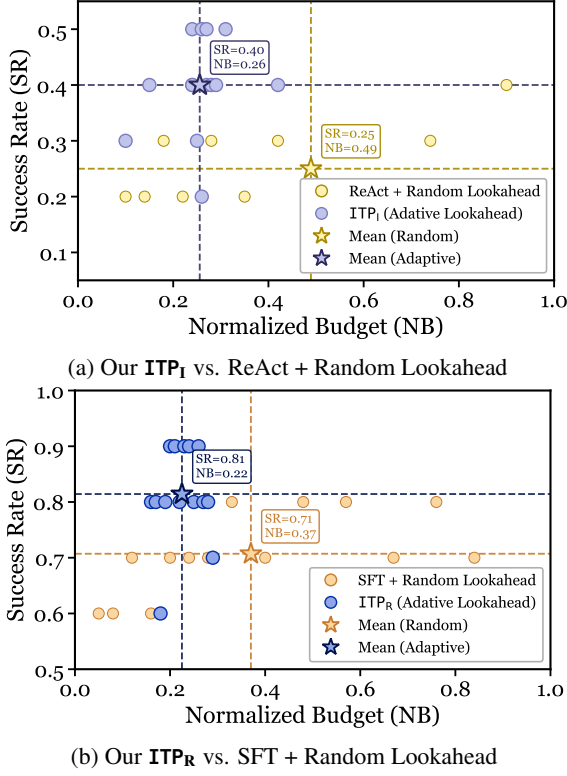 0.5
0.4
0.3
0.2
0.1
Success Rate (SR)
SR=0.40
NB=0.26
SR=0.25
NB=0.49
ReAct + Random Lookahead
ITPI (Adative Lookahead)
Mean (Random)
Mean (Adaptive)
0.0 0.2 0.4 0.6 0.8 1.0
Normalized Budget (NB)
(a) Our ITPI vs. ReAct + Random Lookahead
1.0
0.9
0.8
0.7
0.6
0.5
Success Rate (SR)
SR=0.81
NB=0.22
SR=0.71
NB=0.37
SFT + Random Lookahead
ITPR (Adative Lookahead)
Mean (Random)
Mean (Adaptive)
0.0 0.2 0.4 0.6 0.8 1.0
Normalized Budget (NB)
(b) Our ITPR vs. SFT + Random Lookahead